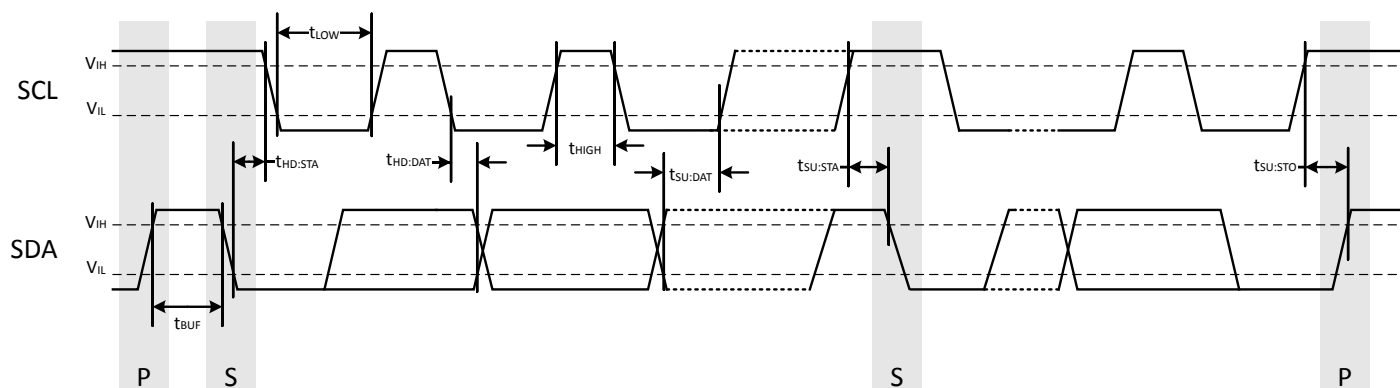 tLOW
VIH
SCL
VIL
tHD:STA
tHD:DAT
tHIGH
tSU:DAT
tSU:STA
tSU:STO
VIH
SDA
VIL
tBUF
P
S
S
P